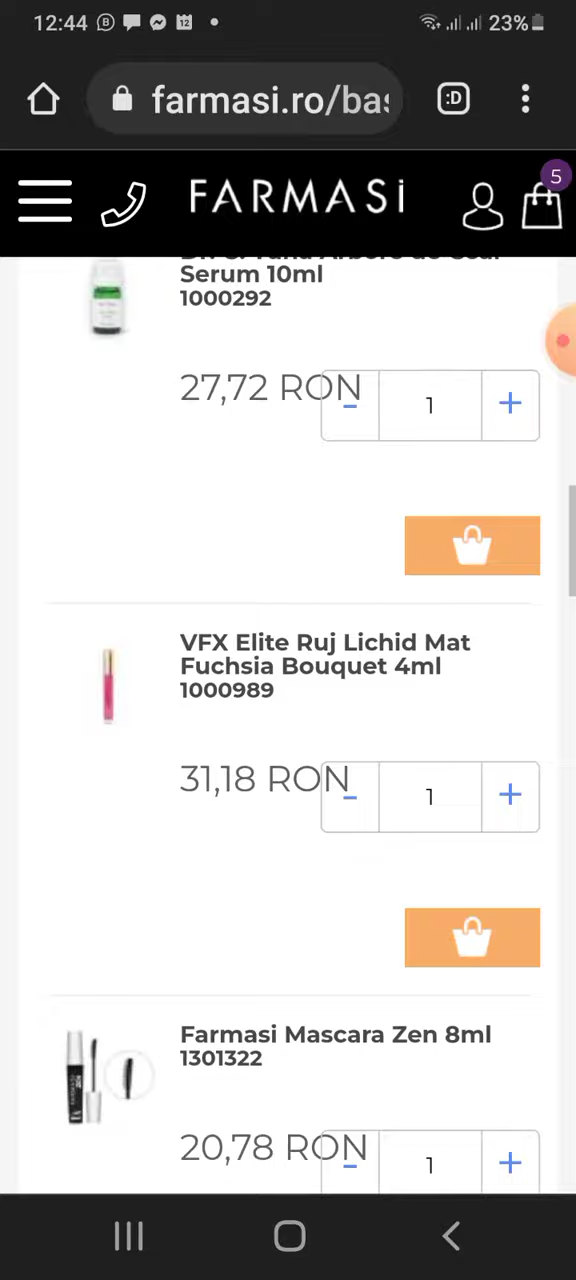 12:44 23%
farmasi.ro/bas :D
FARMASi 5
Serum 10ml
1000292
27,72 RON
- 1 +
VFX Elite Ruj Lichid Mat
Fuchsia Bouquet 4ml
1000989
31,18 RON
- 1 +
Farmasi Mascara Zen 8ml
1301322
20,78 RON
- 1 +